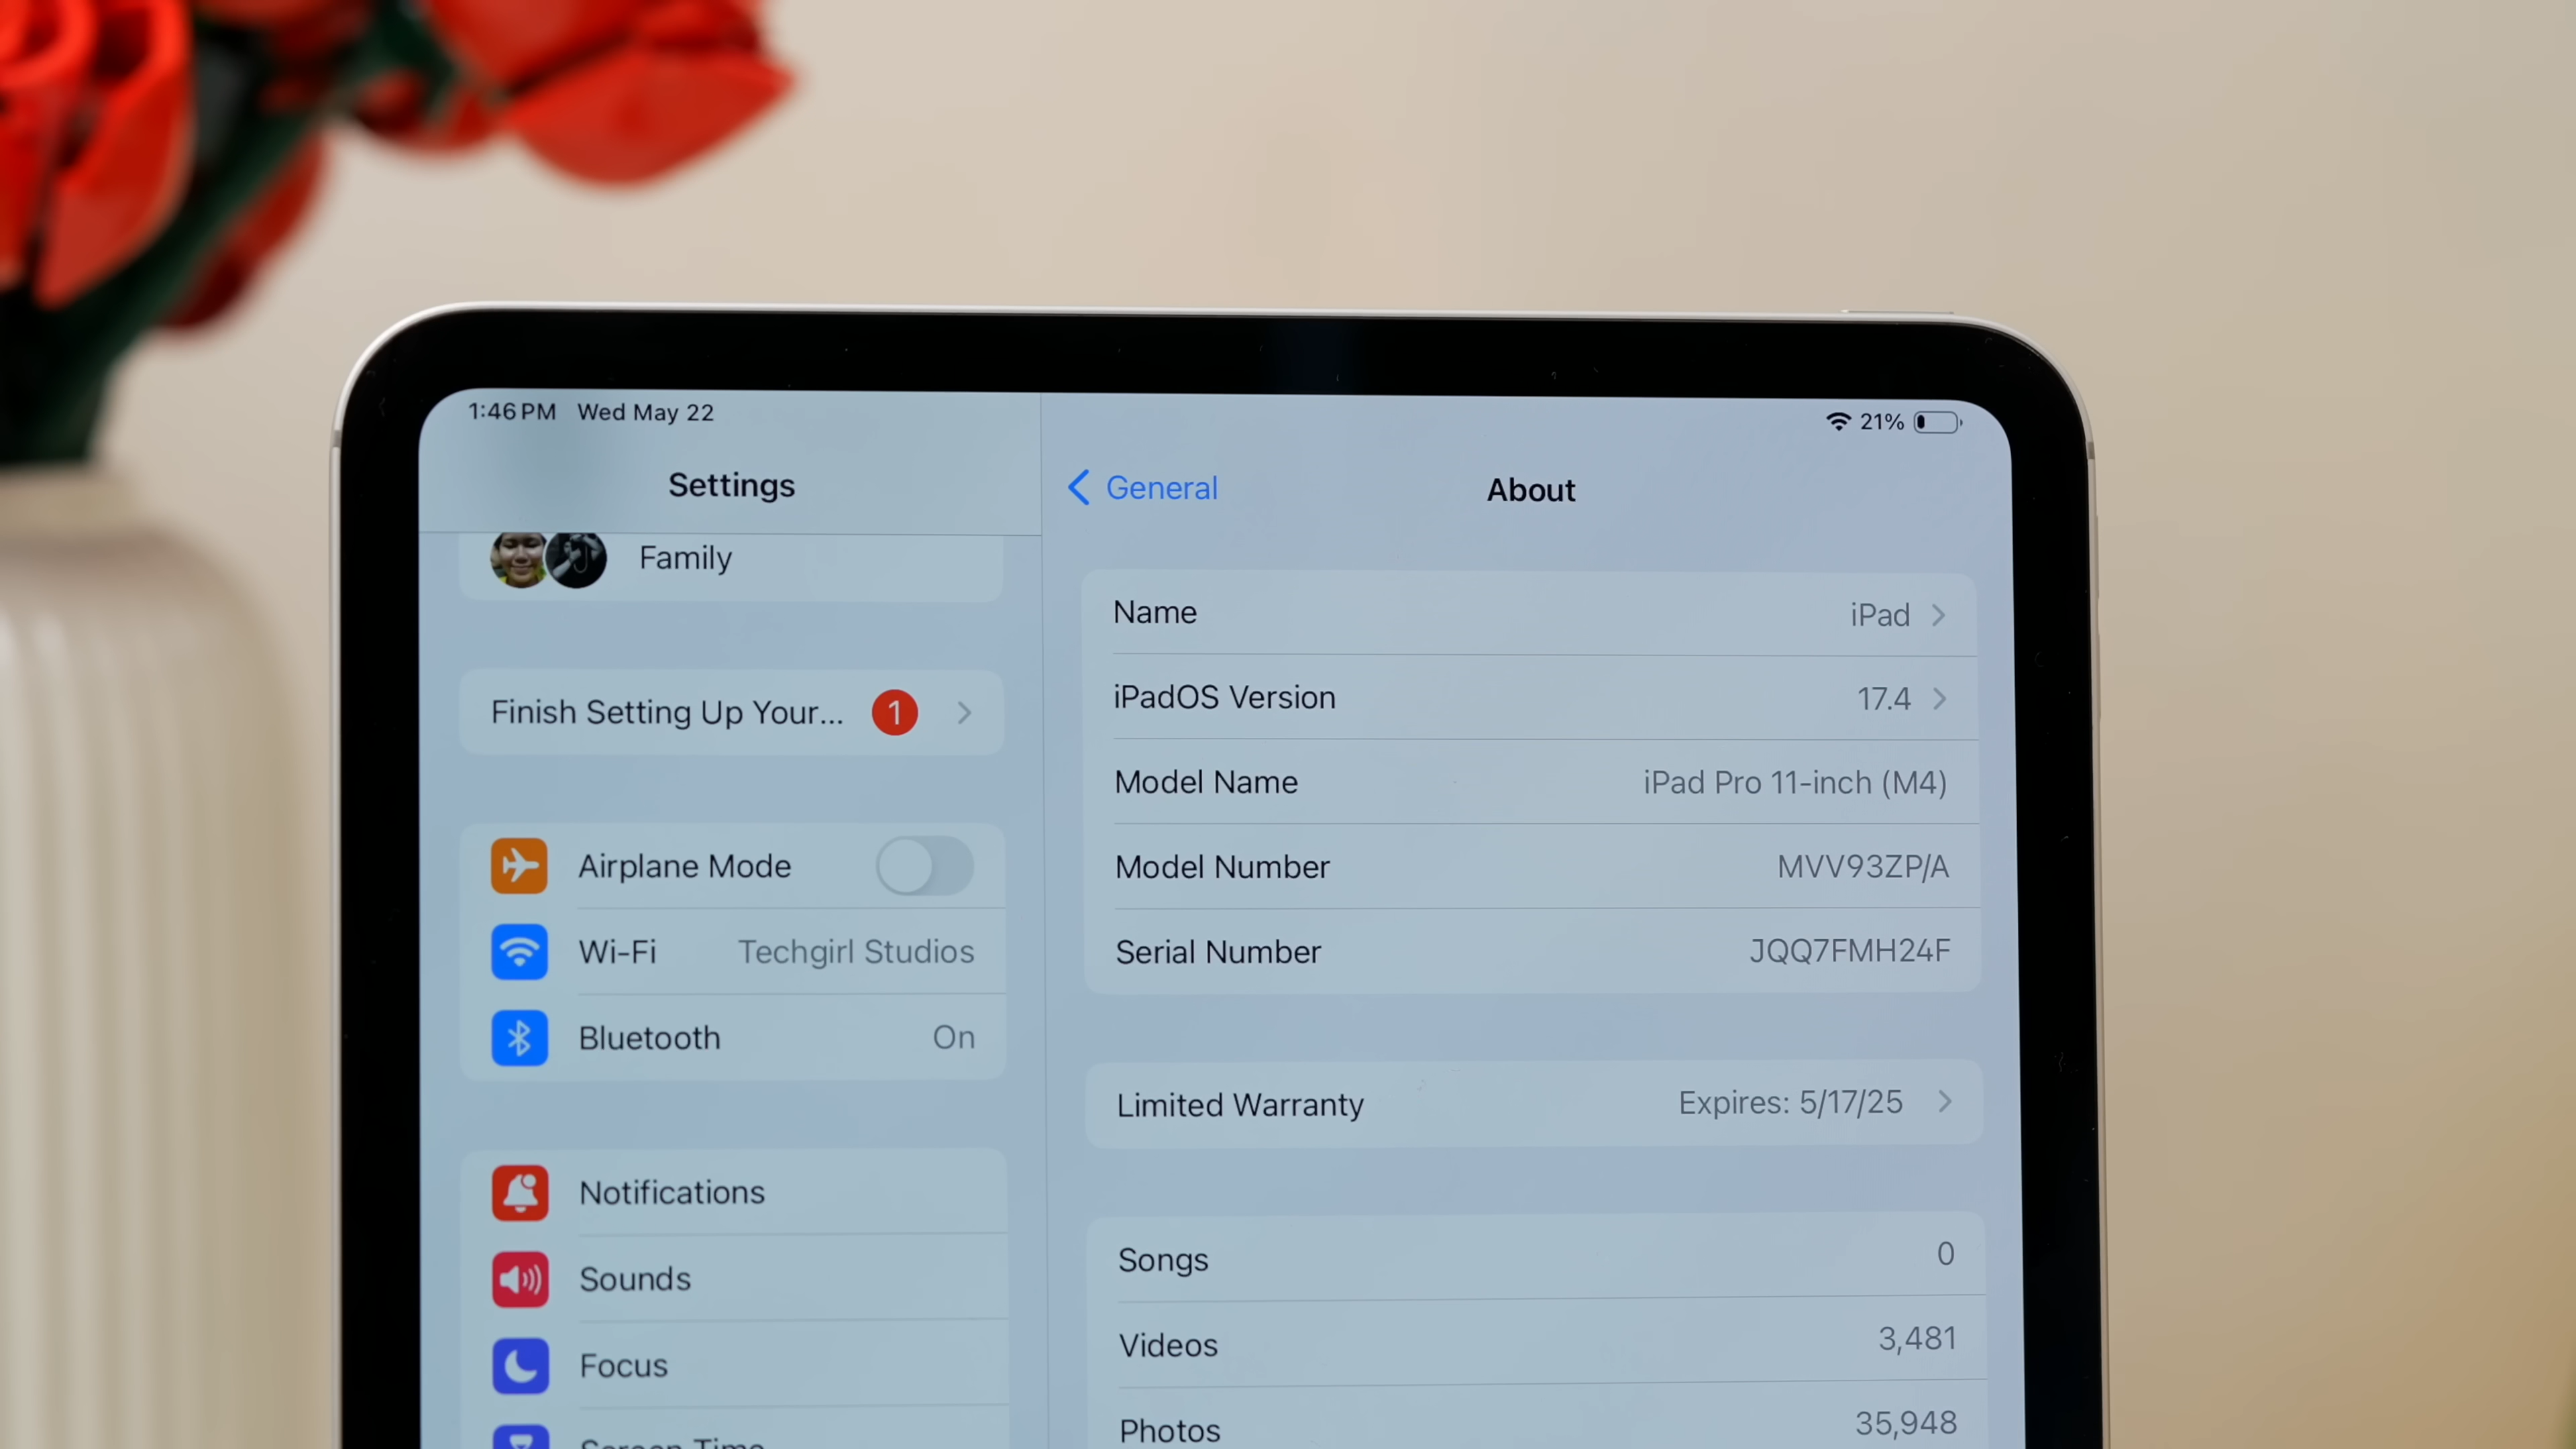 1:46 PM Wed May 22
21%
Settings
Family
Finish Setting Up Your...
1
Airplane Mode
Wi-Fi Techgirl Studios
Bluetooth On
Notifications
Sounds
Focus
Screen Time
General
About
Name iPad
iPadOS Version 17.4
Model Name iPad Pro 11-inch (M4)
Model Number MVV93ZP/A
Serial Number JQQ7FMH24F
Limited Warranty Expires: 5/17/25
Songs 0
Videos 3,481
Photos 35,948